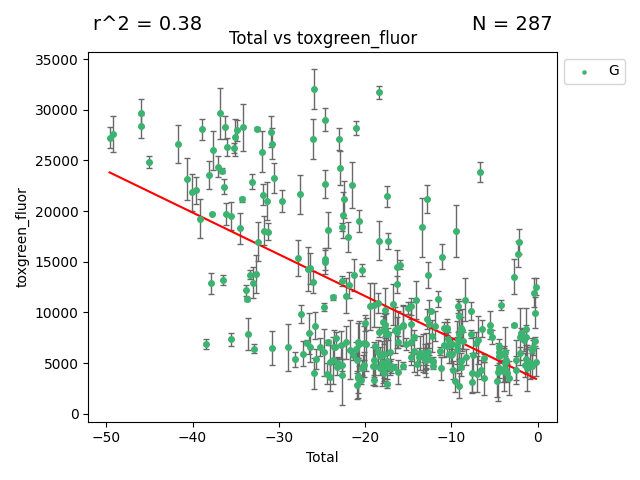 r^2 = 0.38
N = 287
Total vs toxgreen_fluor
G
35000
30000
25000
20000
15000
10000
5000
0
toxgreen_fluor
−50
−40
−30
−20
−10
0
Total